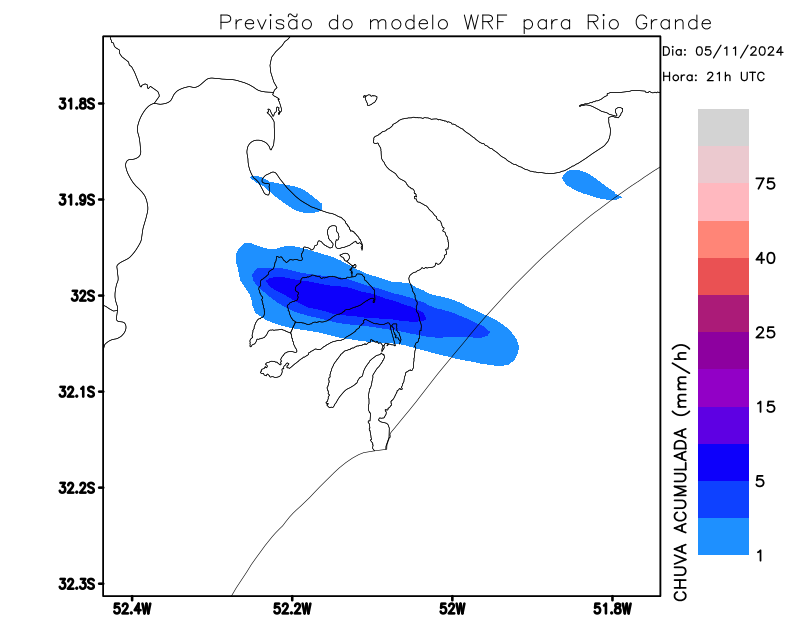 Previsão do modelo WRF para Rio Grande
Dia: 05/11/2024
Hora: 21h UTC
31.8S
31.9S
32S
32.1S
32.2S
32.3S
52.4W
52.2W
52W
51.8W
75
40
25
15
5
1
CHUVA ACUMULADA (mm/h)